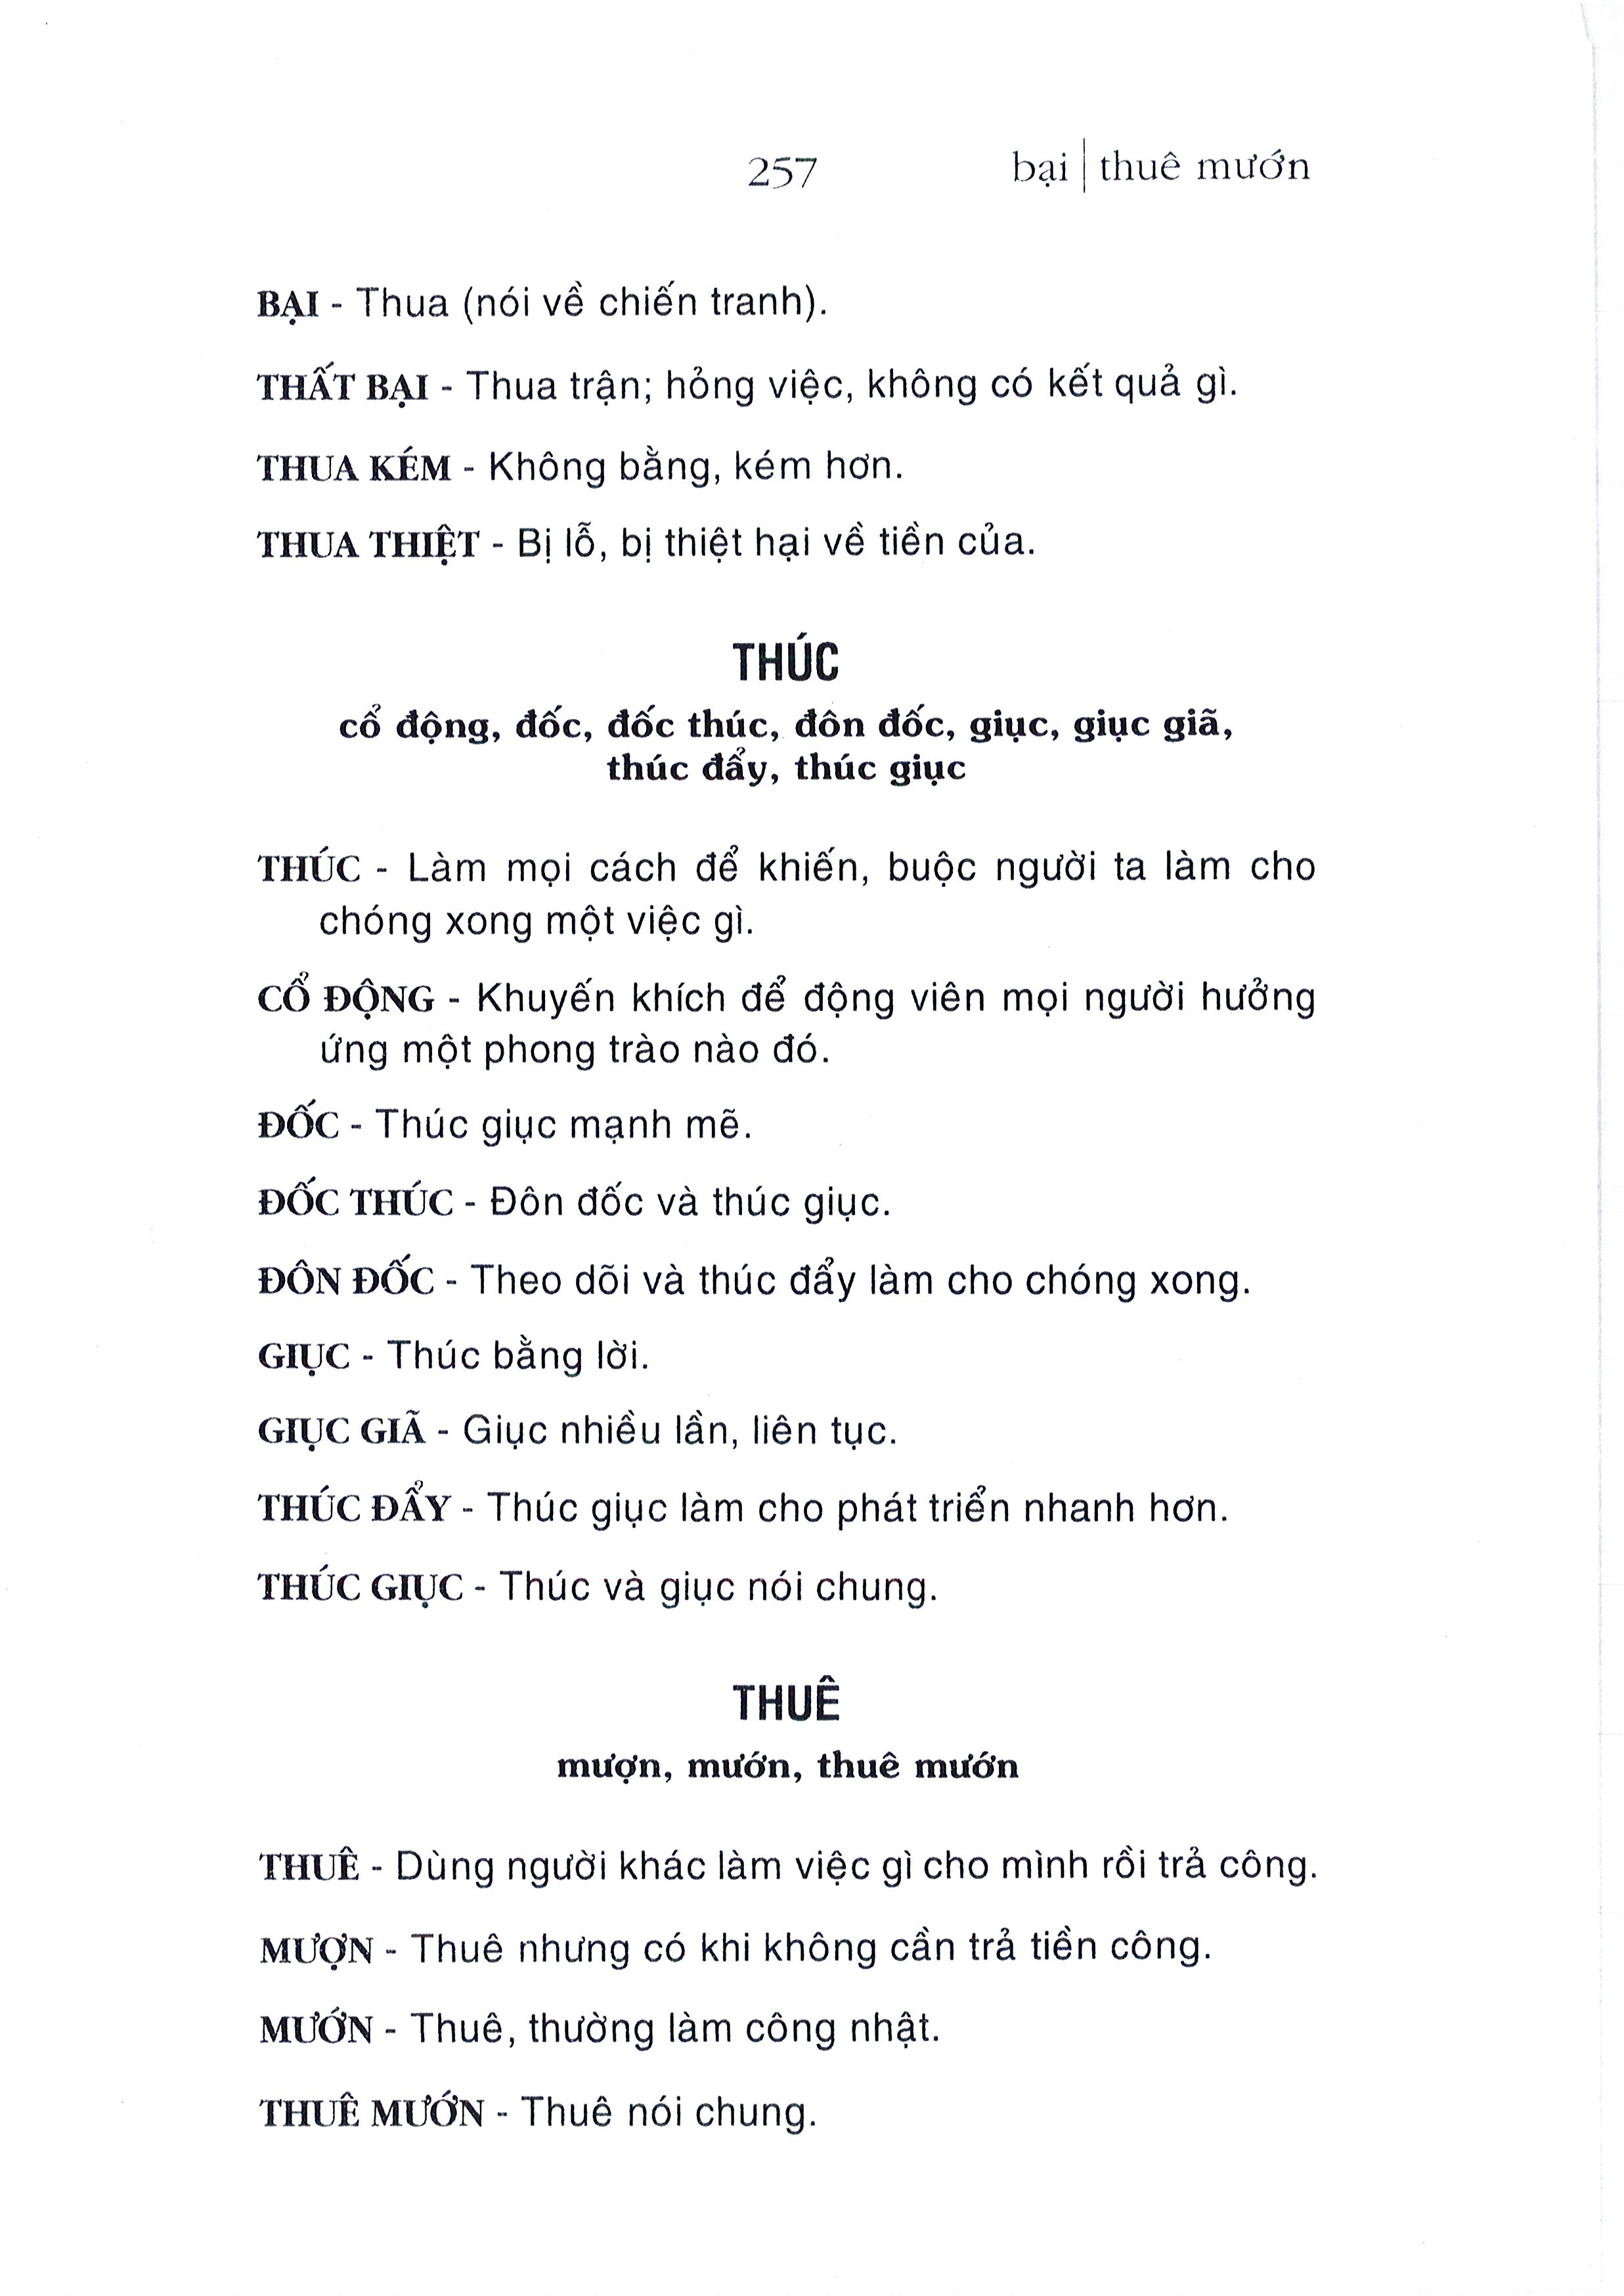 257 bại | thuê mướn
BẠI - Thua (nói về chiến tranh).
THẤT BẠI - Thua trận; hỏng việc, không có kết quả gì.
THUA KÉM - Không bằng, kém hơn.
THUA THIỆT - Bị lỗ, bị thiệt hại về tiền của.
THÚC
cổ động, đốc, đốc thúc, đôn đốc, giục, giục giã,
thúc đẩy, thúc giục
THÚC - Làm mọi cách để khiến, buộc người ta làm cho
chóng xong một việc gì.
CỔ ĐỘNG - Khuyến khích để động viên mọi người hưởng
ứng một phong trào nào đó.
ĐỐC - Thúc giục mạnh mẽ.
ĐỐC THÚC - Đôn đốc và thúc giục.
ĐÔN ĐỐC - Theo dõi và thúc đẩy làm cho chóng xong.
GIỤC - Thúc bằng lời.
GIỤC GIÃ - Giục nhiều lần, liên tục.
THÚC ĐẨY - Thúc giục làm cho phát triển nhanh hơn.
THÚC GIỤC - Thúc và giục nói chung.
THUÊ
mượn, mướn, thuê mướn
THUÊ - Dùng người khác làm việc gì cho mình rồi trả công.
MƯỢN - Thuê nhưng có khi không cần trả tiền công.
MƯỚN - Thuê, thường làm công nhật.
THUÊ MƯỚN - Thuê nói chung.